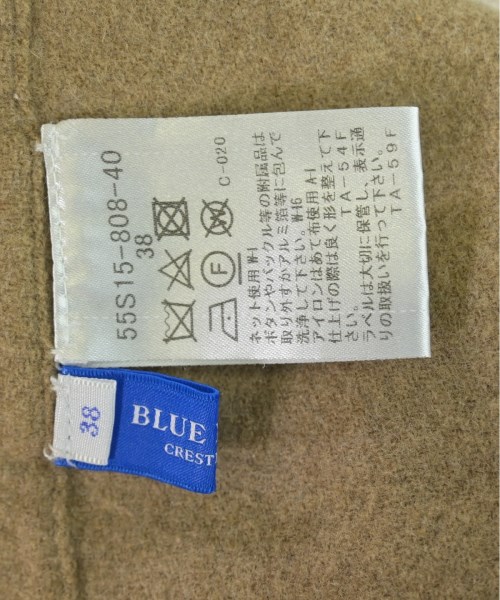 55S15-808-40
38
C-020
ネット使用 W-1
ボタンやバックル等の附属品は
取り外すかアルミ箔等に包んで
洗浄して下さい。W-16
アイロンはあて布使用 A-1
仕上げの際は良く形を整えて下
さい。 TA-54F
ラベルは大切に保管し、表示通
りの取扱いを行って下さい。
TA-59F
38
BLUE
CREST